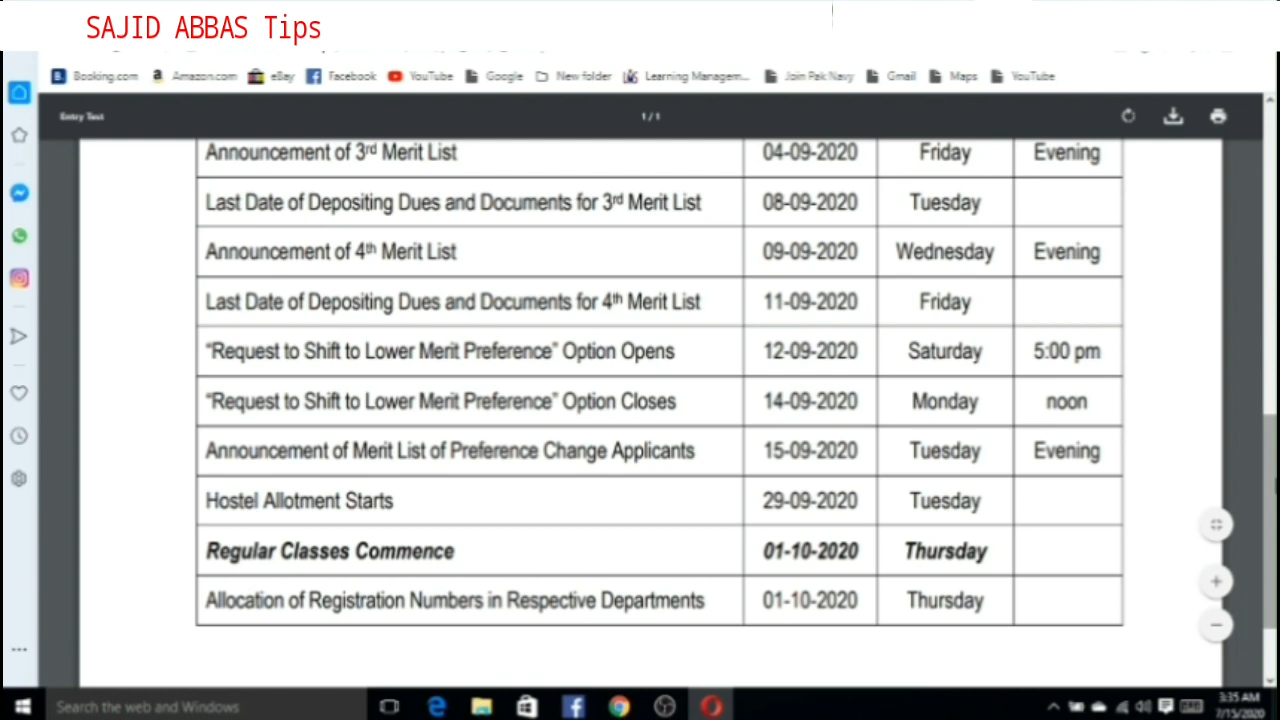 SAJID ABBAS Tips
Booking.com Amazon.com eBay Facebook YouTube Google New folder Learning Managem... Join Pak Navy Gmail Maps YouTube
Entry Test 1 / 1
Announcement of 3rd Merit List 04-09-2020 Friday Evening
Last Date of Depositing Dues and Documents for 3rd Merit List 08-09-2020 Tuesday
Announcement of 4th Merit List 09-09-2020 Wednesday Evening
Last Date of Depositing Dues and Documents for 4th Merit List 11-09-2020 Friday
“Request to Shift to Lower Merit Preference” Option Opens 12-09-2020 Saturday 5:00 pm
“Request to Shift to Lower Merit Preference” Option Closes 14-09-2020 Monday noon
Announcement of Merit List of Preference Change Applicants 15-09-2020 Tuesday Evening
Hostel Allotment Starts 29-09-2020 Tuesday
Regular Classes Commence 01-10-2020 Thursday
Allocation of Registration Numbers in Respective Departments 01-10-2020 Thursday
Search the web and Windows
3:35 AM
7/15/2020